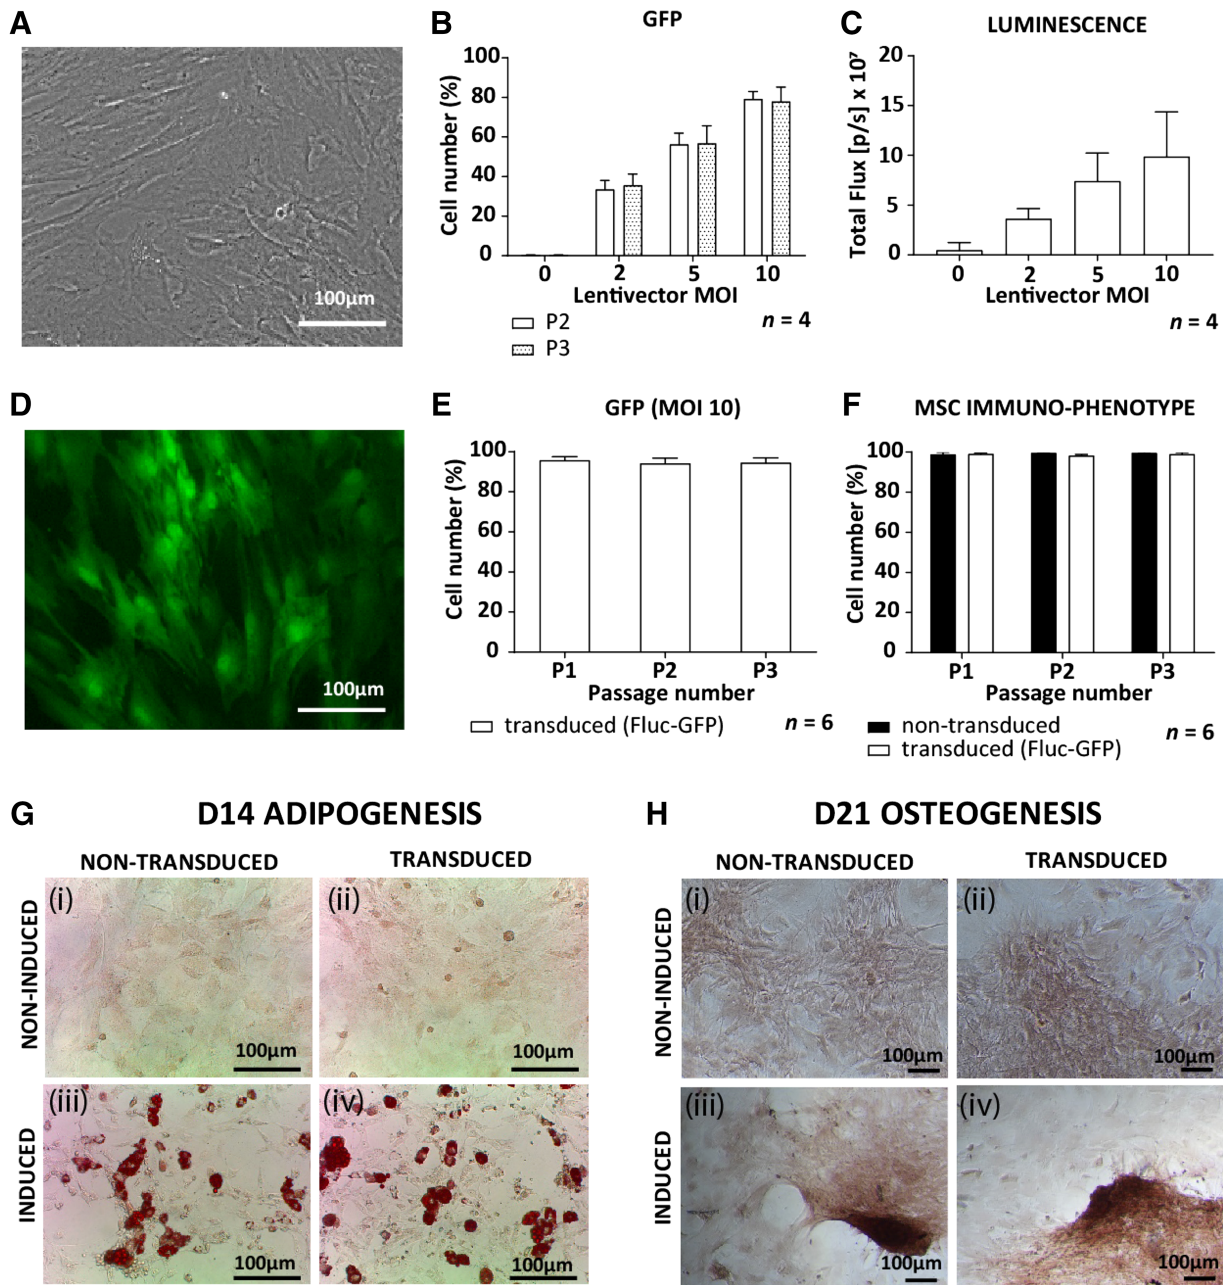 A
100μm
B
GFP
Cell number (%)
100
80
60
40
20
0
0 2 5 10
Lentivector MOI
P2
P3
n = 4
C
LUMINESCENCE
Total Flux [p/s] x 10⁷
20
15
10
5
0
0 2 5 10
Lentivector MOI
n = 4
D
100μm
E
GFP (MOI 10)
Cell number (%)
100
80
60
40
20
0
P1 P2 P3
Passage number
transduced (Fluc-GFP)
n = 6
F
MSC IMMUNO-PHENOTYPE
Cell number (%)
100
80
60
40
20
0
P1 P2 P3
Passage number
non-transduced
transduced (Fluc-GFP)
n = 6
G
D14 ADIPOGENESIS
NON-TRANSDUCED TRANSDUCED
NON-INDUCED
(i)
100μm
(ii)
100μm
INDUCED
(iii)
100μm
(iv)
100μm
H
D21 OSTEOGENESIS
NON-TRANSDUCED TRANSDUCED
NON-INDUCED
(i)
100μm
(ii)
100μm
INDUCED
(iii)
100μm
(iv)
100μm